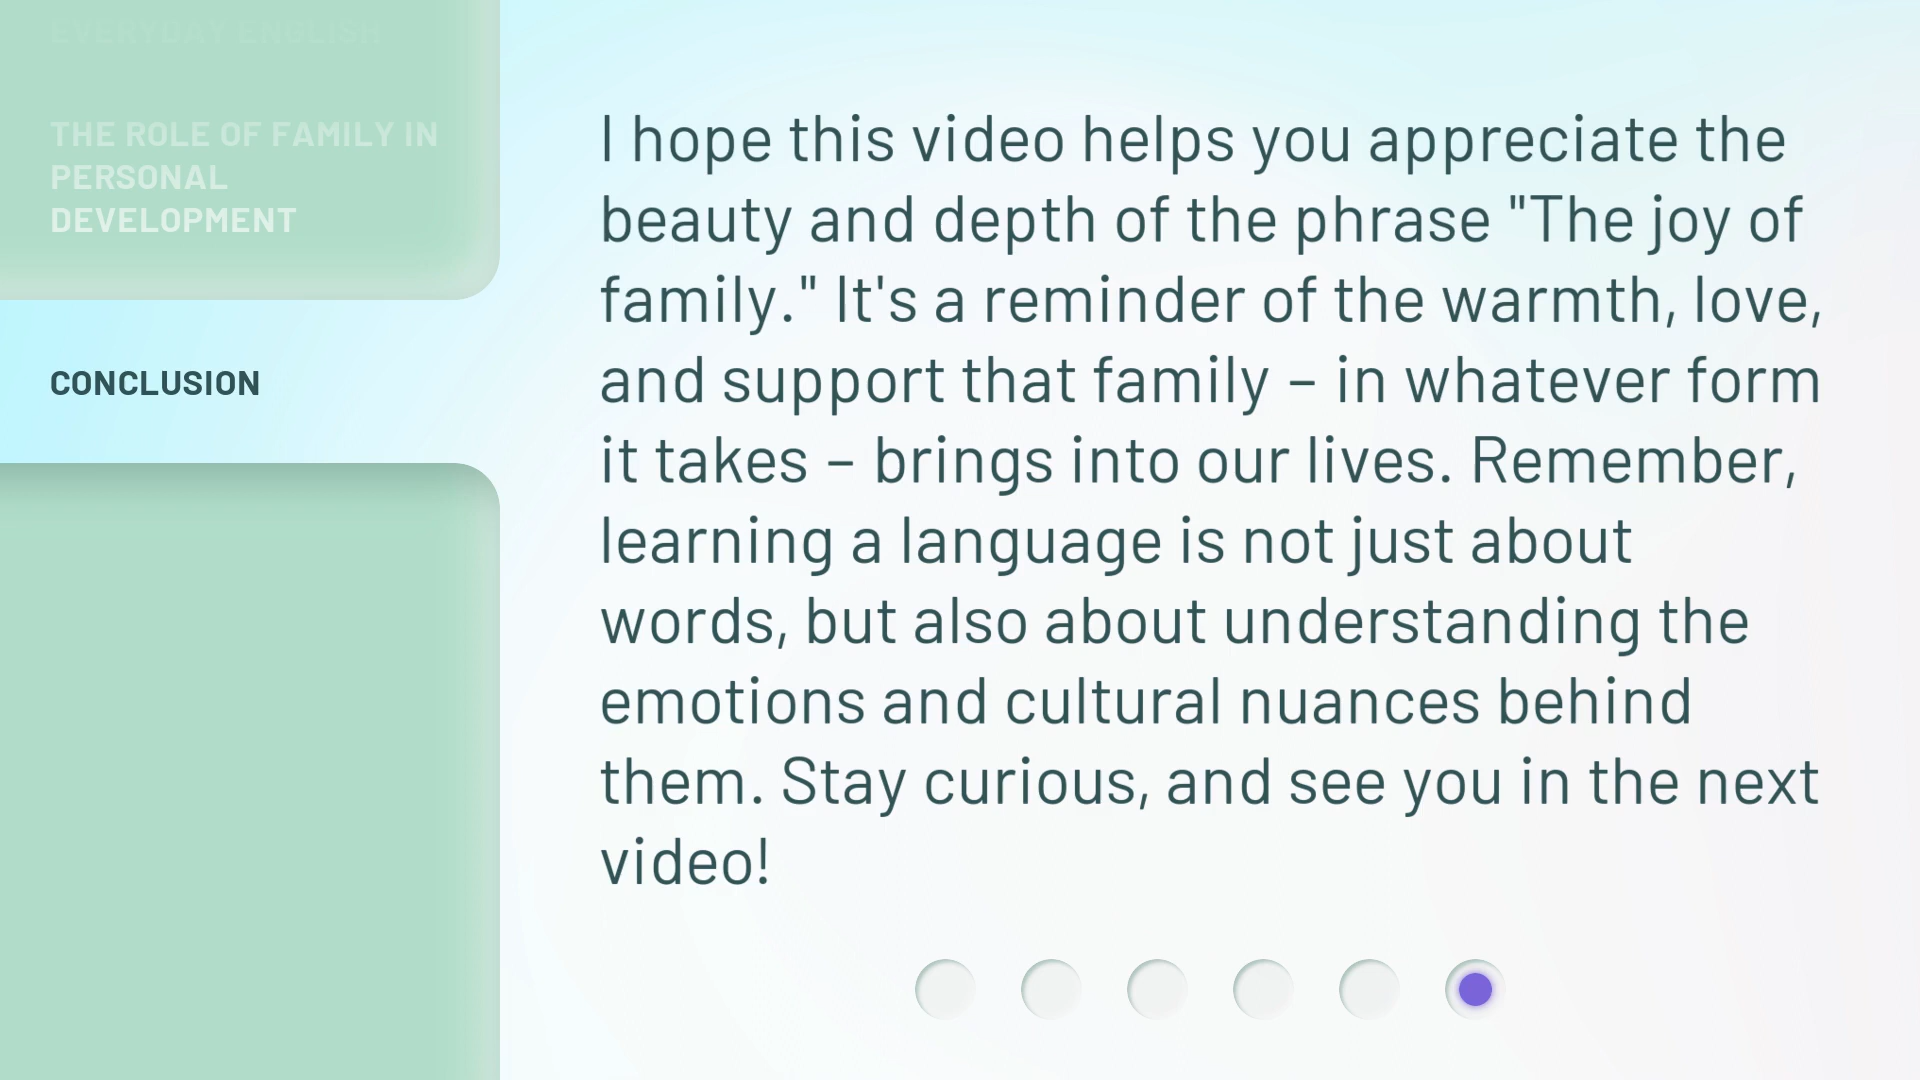 EVERYDAY ENGLISH
THE ROLE OF FAMILY IN
PERSONAL
DEVELOPMENT
CONCLUSION
I hope this video helps you appreciate the
beauty and depth of the phrase "The joy of
family." It's a reminder of the warmth, love,
and support that family – in whatever form
it takes – brings into our lives. Remember,
learning a language is not just about
words, but also about understanding the
emotions and cultural nuances behind
them. Stay curious, and see you in the next
video!